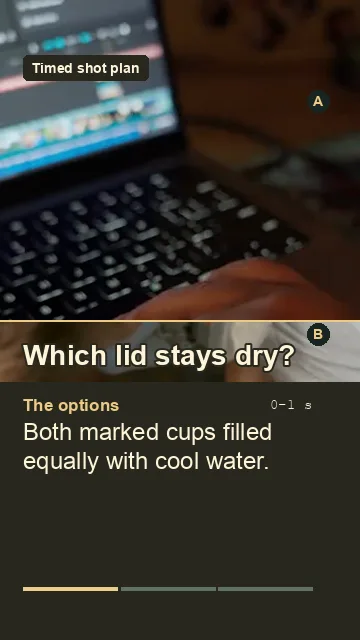 Timed shot plan
A
B
Which lid stays dry?
The options
0–1 s
Both marked cups filled
equally with cool water.